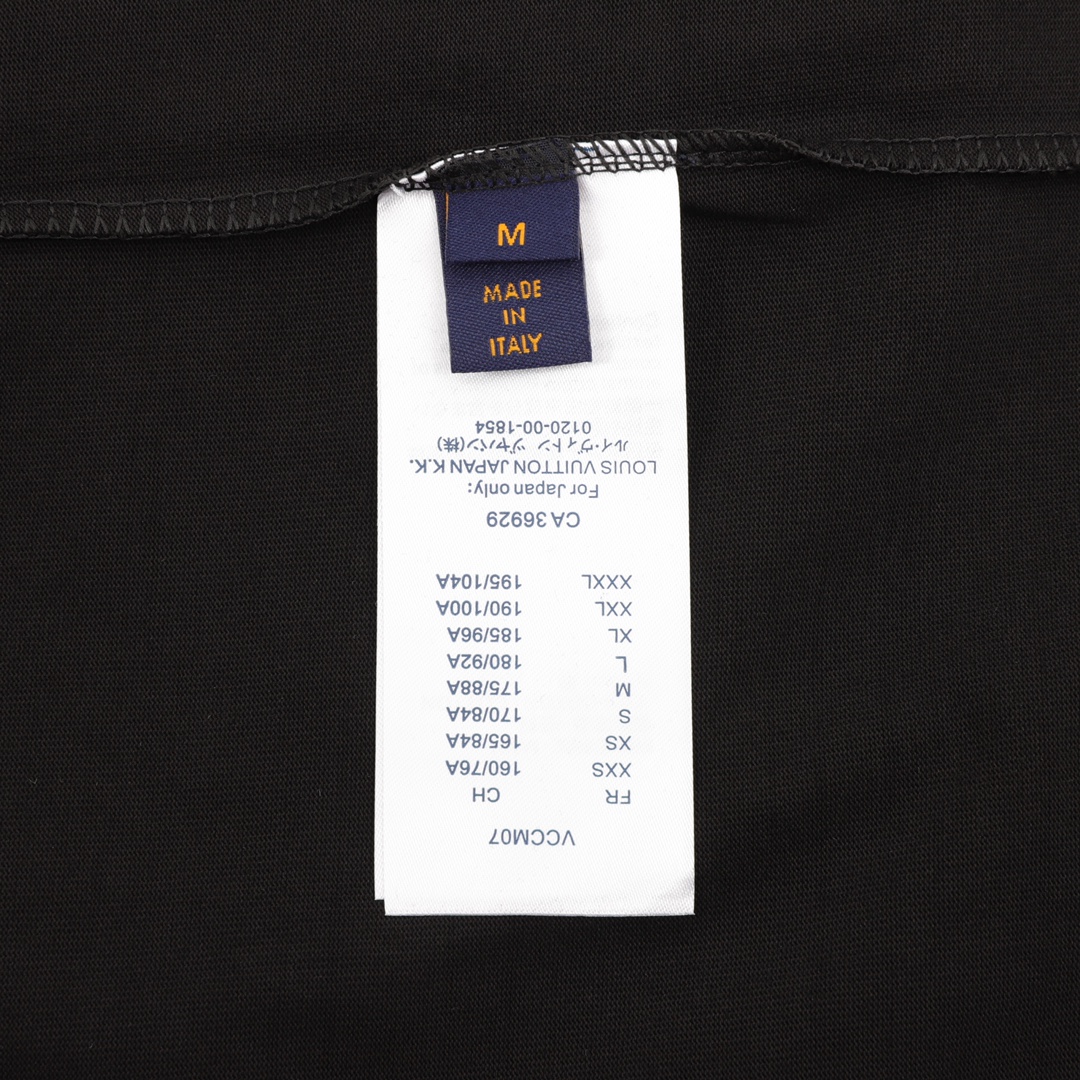 M
MADE
IN
ITALY
VCCM07
FR CH
XXS 160/76A
XS 165/84A
S 170/84A
M 175/88A
L 180/92A
XL 185/96A
XXL 190/100A
XXXL 195/104A
CA 36929
For Japan only:
LOUIS VUITTON JAPAN K.K.
ルイ・ヴィトン ジャパン(株)
0120-00-1854